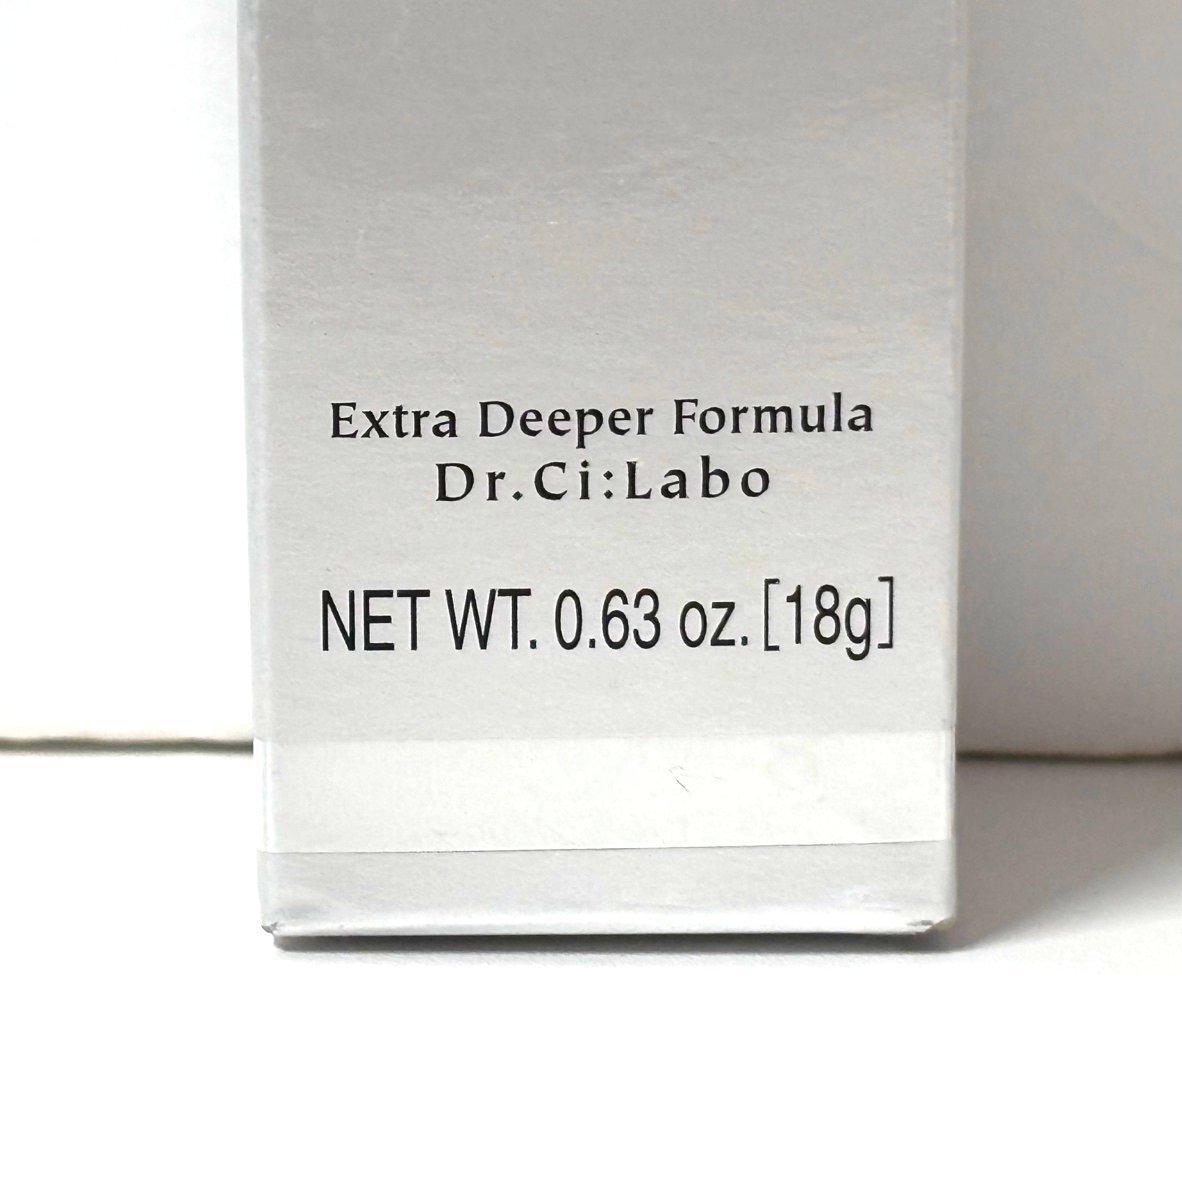 Extra Deeper Formula
Dr.Ci:Labo
NET WT. 0.63 oz. [18g]